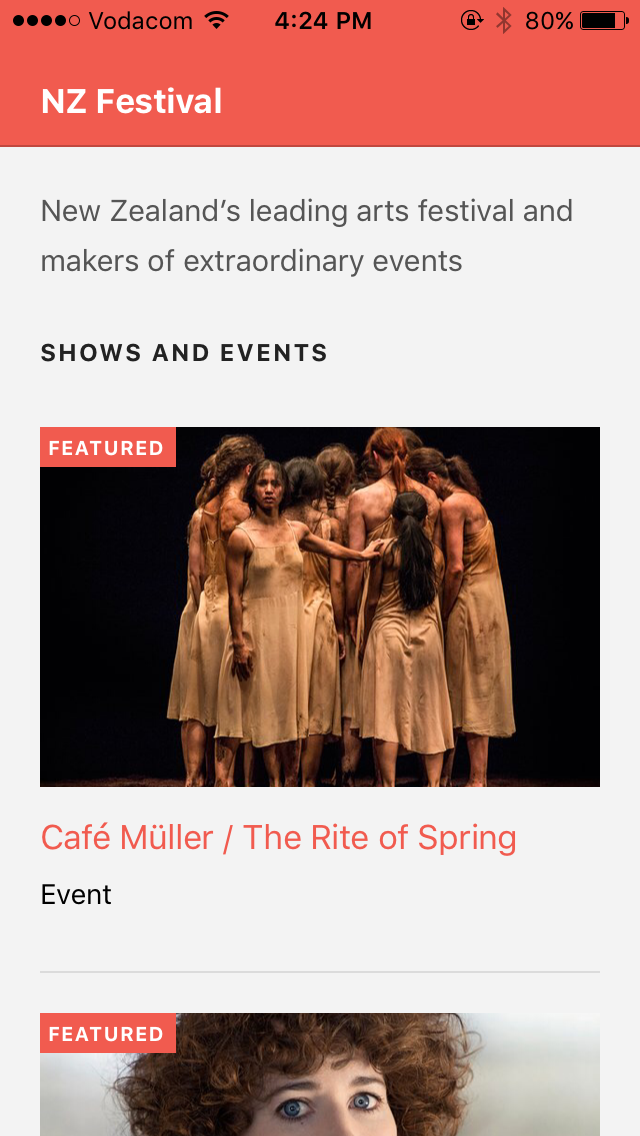 Vodacom 4:24 PM 80%
NZ Festival
New Zealand’s leading arts festival and
makers of extraordinary events
SHOWS AND EVENTS
FEATURED
Café Müller / The Rite of Spring
Event
FEATURED